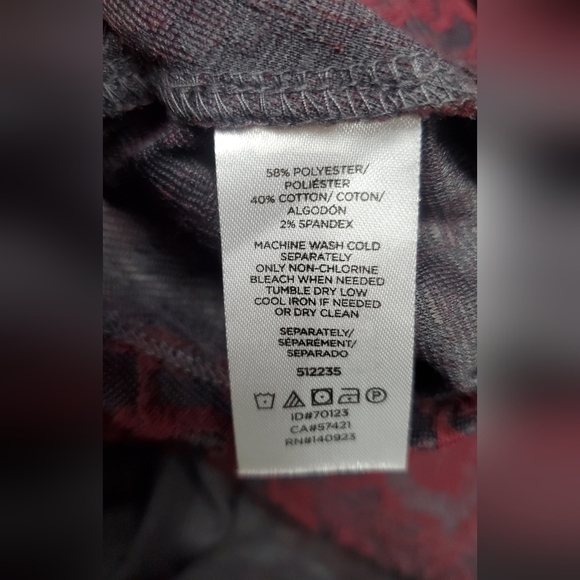 58% POLYESTER/
POLIÉSTER
40% COTTON/ COTON/
ALGODÓN
2% SPANDEX
MACHINE WASH COLD
SEPARATELY
ONLY NON-CHLORINE
BLEACH WHEN NEEDED
TUMBLE DRY LOW
COOL IRON IF NEEDED
OR DRY CLEAN
SEPARATELY/
SÉPARÉMENT/
SEPARADO
512235
P
ID#70123
CA#57421
RN#140923